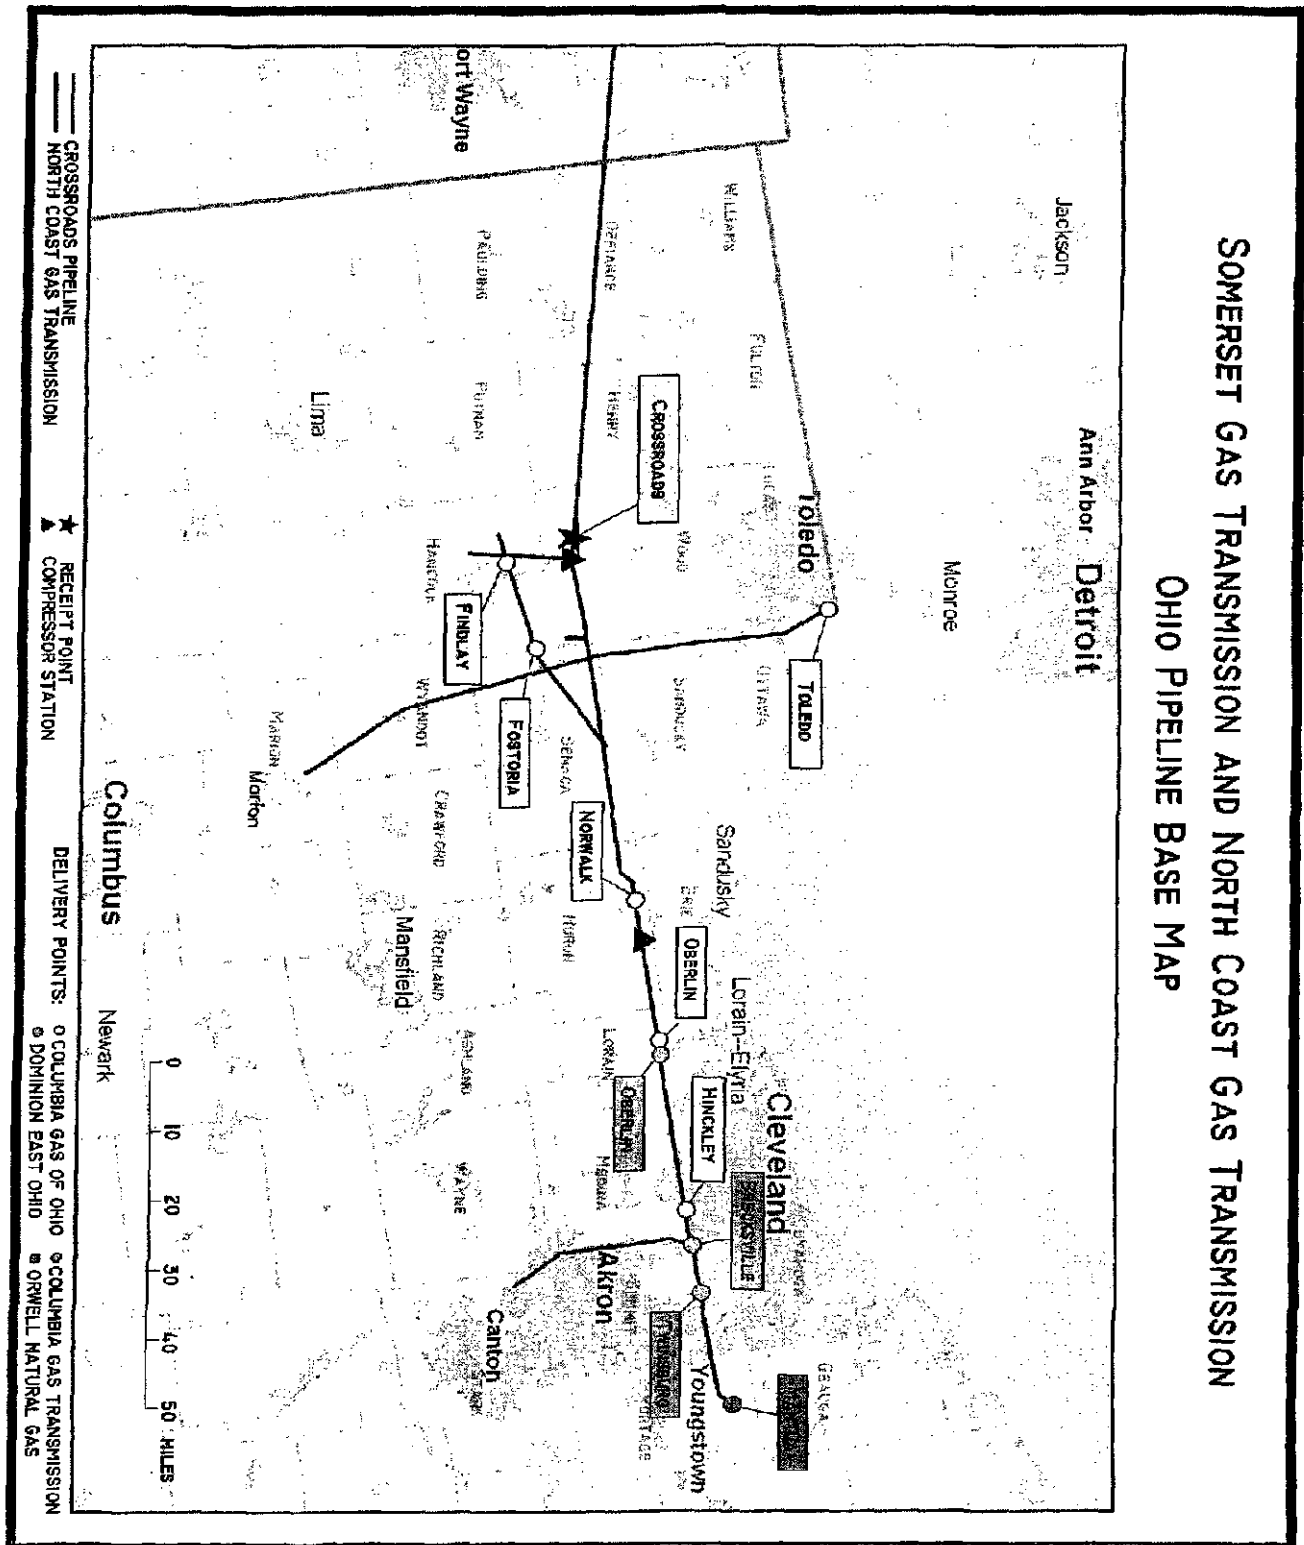 SOMERSET GAS TRANSMISSION AND NORTH COAST GAS TRANSMISSION
OHIO PIPELINE BASE MAP
Jackson
Ann Arbor
Detroit
Monroe
WILLIAMS
FULTON
LUCAS
Toledo
TOLEDO
OTTAWA
Sandusky
ERIE
Lorain-Elyria
Cleveland
GEAUGA
DEFIANCE
HENRY
CROSSROADS
WOOD
SANDUSKY
OBERLIN
HINCKLEY
Youngstown
ort Wayne
PAULDING
PUTNAM
HANCOCK
FINDLAY
FOSTORIA
SENECA
NORWALK
HURON
LORAIN
OBERLIN
MEDINA
Akron
SUMMIT
PORTAGE
Lima
WYANDOT
CRAWFORD
RICHLAND
Mansfield
ASHLAND
WAYNE
Canton
STARK
MARION
Marion
Columbus
Newark
0 10 20 30 40 50 MILES
CROSSROADS PIPELINE
NORTH COAST GAS TRANSMISSION
RECEIPT POINT
COMPRESSOR STATION
DELIVERY POINTS:
COLUMBIA GAS OF OHIO
COLUMBIA GAS TRANSMISSION
DOMINION EAST OHIO
ORWELL NATURAL GAS